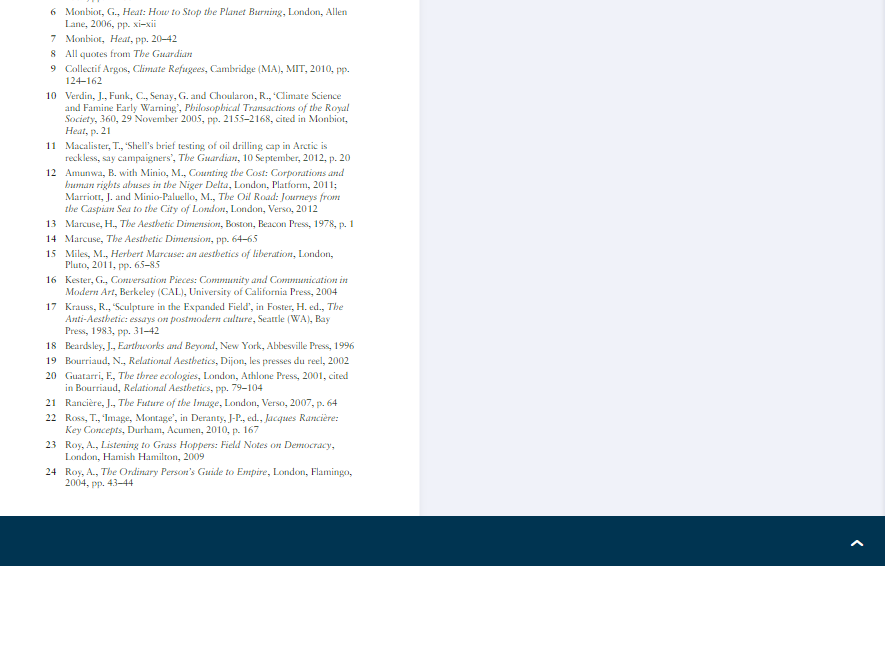 6 Monbiot, G., Heat: How to Stop the Planet Burning, London, Allen
Lane, 2006, pp. xi–xii
7 Monbiot, Heat, pp. 20–42
8 All quotes from The Guardian
9 Collectif Argos, Climate Refugees, Cambridge (MA), MIT, 2010, pp.
124–162
10 Verdin, J., Funk, C., Senay, G. and Choularon, R., ‘Climate Science
and Famine Early Warning’, Philosophical Transactions of the Royal
Society, 360, 29 November 2005, pp. 2155–2168, cited in Monbiot,
Heat, p. 21
11 Macalister, T., ‘Shell’s brief testing of oil drilling cap in Arctic is
reckless, say campaigners’, The Guardian, 10 September, 2012, p. 20
12 Amunwa, B. with Minio, M., Counting the Cost: Corporations and
human rights abuses in the Niger Delta, London, Platform, 2011;
Marriott, J. and Minio-Paluello, M., The Oil Road: Journeys from
the Caspian Sea to the City of London, London, Verso, 2012
13 Marcuse, H., The Aesthetic Dimension, Boston, Beacon Press, 1978, p. 1
14 Marcuse, The Aesthetic Dimension, pp. 64–65
15 Miles, M., Herbert Marcuse: an aesthetics of liberation, London,
Pluto, 2011, pp. 65–85
16 Kester, G., Conversation Pieces: Community and Communication in
Modern Art, Berkeley (CAL), University of California Press, 2004
17 Krauss, R., ‘Sculpture in the Expanded Field’, in Foster, H. ed., The
Anti-Aesthetic: essays on postmodern culture, Seattle (WA), Bay
Press, 1983, pp. 31–42
18 Beardsley, J., Earthworks and Beyond, New York, Abbesville Press, 1996
19 Bourriaud, N., Relational Aesthetics, Dijon, les presses du reel, 2002
20 Guatarri, F., The three ecologies, London, Athlone Press, 2001, cited
in Bourriaud, Relational Aesthetics, pp. 79–104
21 Rancière, J., The Future of the Image, London, Verso, 2007, p. 64
22 Ross, T., ‘Image, Montage’, in Deranty, J-P., ed., Jacques Rancière:
Key Concepts, Durham, Acumen, 2010, p. 167
23 Roy, A., Listening to Grass Hoppers: Field Notes on Democracy,
London, Hamish Hamilton, 2009
24 Roy, A., The Ordinary Person’s Guide to Empire, London, Flamingo,
2004, pp. 43–44